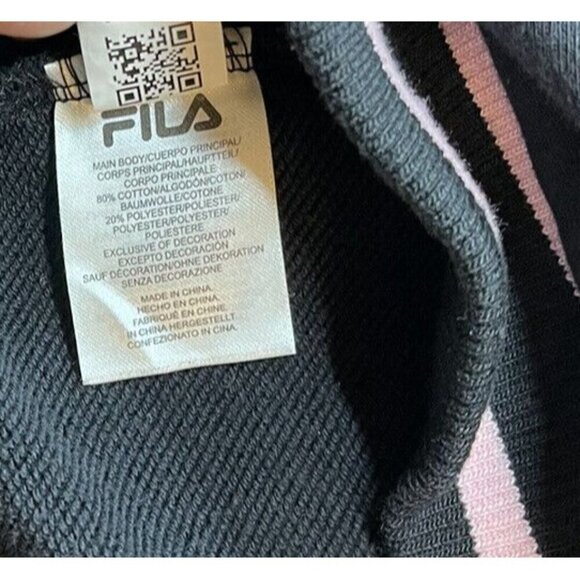 FILA
MAIN BODY/CUERPO PRINCIPAL/
CORPS PRINCIPAL/HAUPTTEIL/
CORPO PRINCIPALE
80% COTTON/ALGODÓN/COTON/
BAUMWOLLE/COTONE
20% POLYESTER/POLIESTER/
POLYESTER/POLYESTER/
POLIESTERE
EXCLUSIVE OF DECORATION
EXCEPTO DECORACIÓN
SAUF DÉCORATION/OHNE DEKORATION
SENZA DECORAZIONE
MADE IN CHINA.
HECHO EN CHINA.
FABRIQUÉ EN CHINE.
IN CHINA HERGESTELLT.
CONFEZIONATO IN CINA.